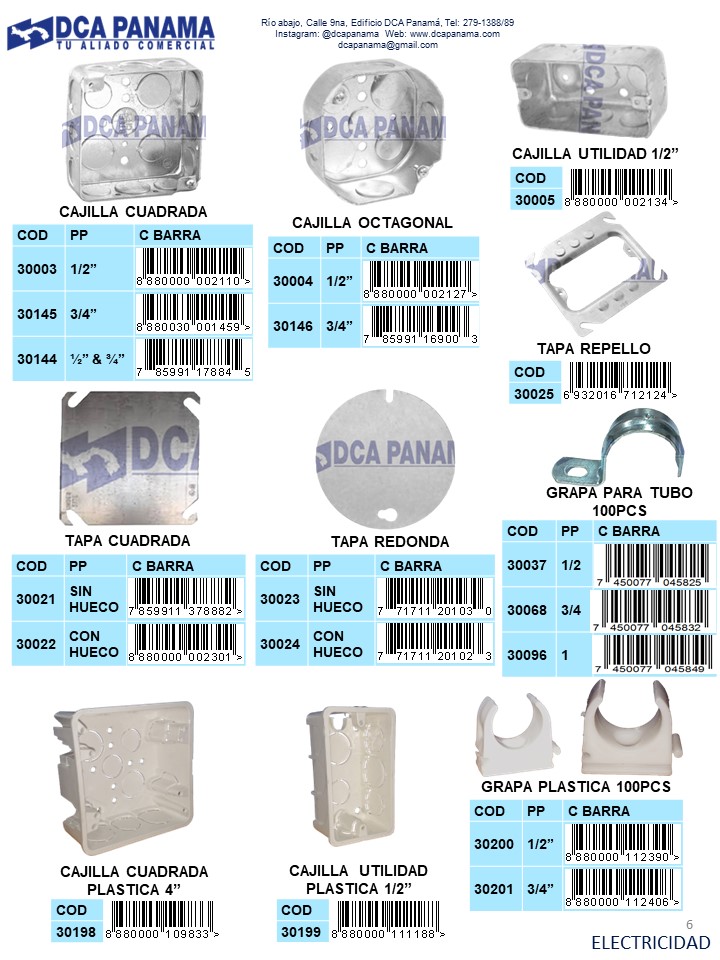 DCA PANAMA
TU ALIADO COMERCIAL
Río abajo, Calle 9na, Edificio DCA Panamá, Tel: 279-1388/89
Instagram: @dcapanama Web: www.dcapanama.com
dcapanama@gmail.com
DCA PANAM
DCA PANAM
CAJILLA CUADRADA
COD PP C BARRA
30003 1/2”
8 880000 002110 >
30145 3/4”
8 880030 001459 >
30144 ½” & ¾”
7 85991 17884 5
CAJILLA OCTAGONAL
COD PP C BARRA
30004 1/2”
8 880000 002127 >
30146 3/4”
7 85991 16900 3
CAJILLA UTILIDAD 1/2”
COD
30005 8 880000 002134 >
TAPA REPELLO
COD
30025 6 932016 712124 >
DCA
TAPA CUADRADA
COD PP C BARRA
30021 SIN HUECO
7 859911 378882 >
30022 CON HUECO
8 880000 002301 >
DCA PANAM
TAPA REDONDA
COD PP C BARRA
30023 SIN HUECO
7 71711 20103 0
30024 CON HUECO
7 71711 20102 3
GRAPA PARA TUBO
100PCS
COD PP C BARRA
30037 1/2
7 450077 045825
30068 3/4
7 450077 045832
30096 1
7 450077 045849
CAJILLA CUADRADA
PLASTICA 4”
COD
30198 8 880000 109833 >
CAJILLA UTILIDAD
PLASTICA 1/2”
COD
30199 8 880000 111188 >
GRAPA PLASTICA 100PCS
COD PP C BARRA
30200 1/2”
8 880000 112390 >
30201 3/4”
8 880000 112406 >
6
ELECTRICIDAD